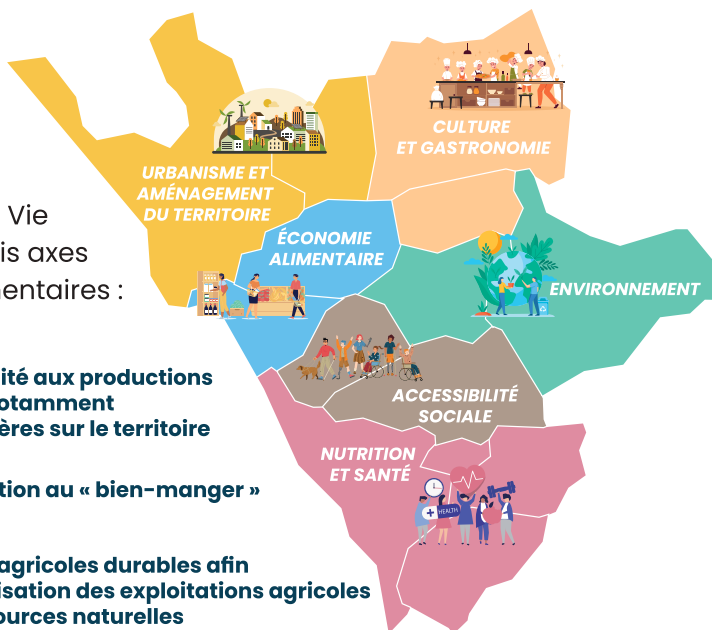 CULTURE
ET GASTRONOMIE
URBANISME ET
AMÉNAGEMENT
DU TERRITOIRE
ÉCONOMIE
ALIMENTAIRE
ENVIRONNEMENT
ACCESSIBILITÉ
SOCIALE
NUTRITION
ET SANTÉ
HEALTH
Vie
is axes
nentaires :
ité aux productions
otamment
ères sur le territoire
tion au « bien-manger »
agricoles durables afin
isation des exploitations agricoles
ources naturelles